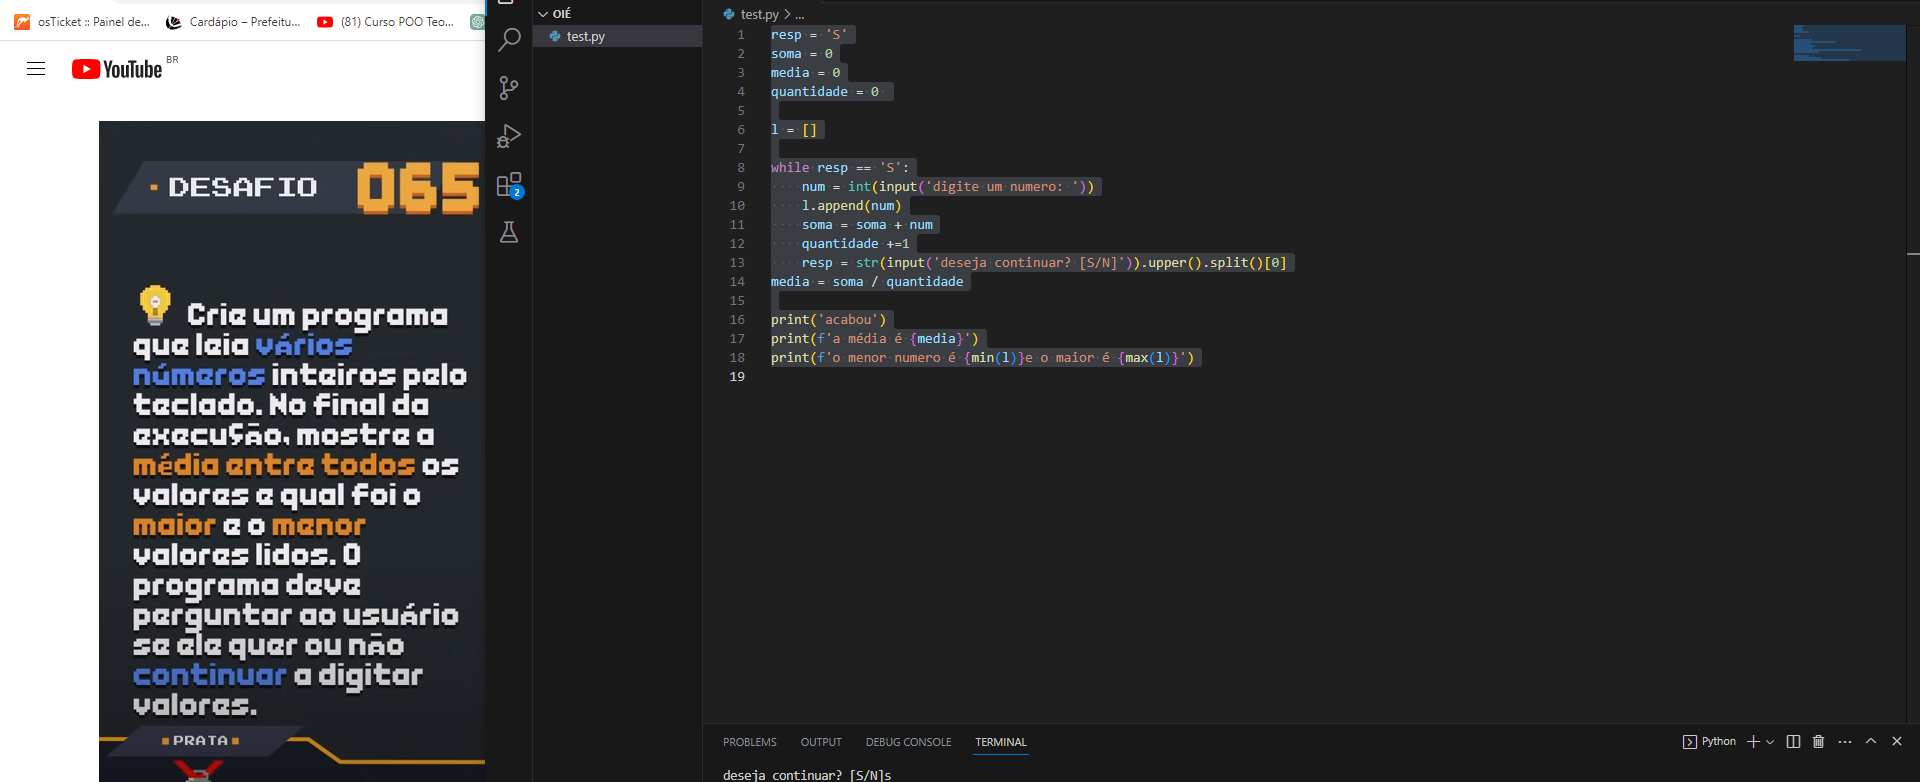 osTicket :: Painel de...
Cardápio – Prefeitu...
(81) Curso POO Teo...
YouTube BR
DESAFIO 065
Crie um programa
que leia vários
números inteiros pelo
teclado. No final da
execução, mostre a
média entre todos os
valores e qual foi o
maior e o menor
valores lidos. O
programa deve
perguntar ao usuário
se ele quer ou não
continuar a digitar
valores.
PRATA
2
OIÉ
test.py
test.py > ...
1 resp = 'S'
2 soma = 0
3 media = 0
4 quantidade = 0
5
6 l = []
7
8 while resp == 'S':
9 num = int(input('digite um numero: '))
10 l.append(num)
11 soma = soma + num
12 quantidade +=1
13 resp = str(input('deseja continuar? [S/N]')).upper().split()[0]
14 media = soma / quantidade
15
16 print('acabou')
17 print(f'a média é {media}')
18 print(f'o menor numero é {min(l)}e o maior é {max(l)}')
19
PROBLEMS OUTPUT DEBUG CONSOLE TERMINAL
Python
deseja continuar? [S/N]s